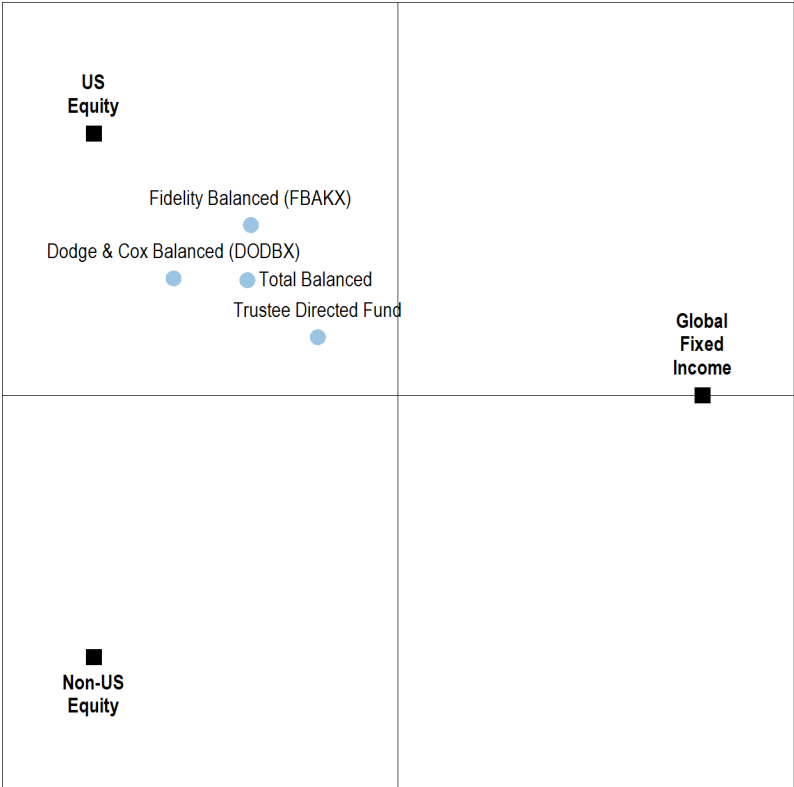 US
Equity
Fidelity Balanced (FBAKX)
Dodge & Cox Balanced (DODBX)
Total Balanced
Trustee Directed Fund
Global
Fixed
Income
Non-US
Equity